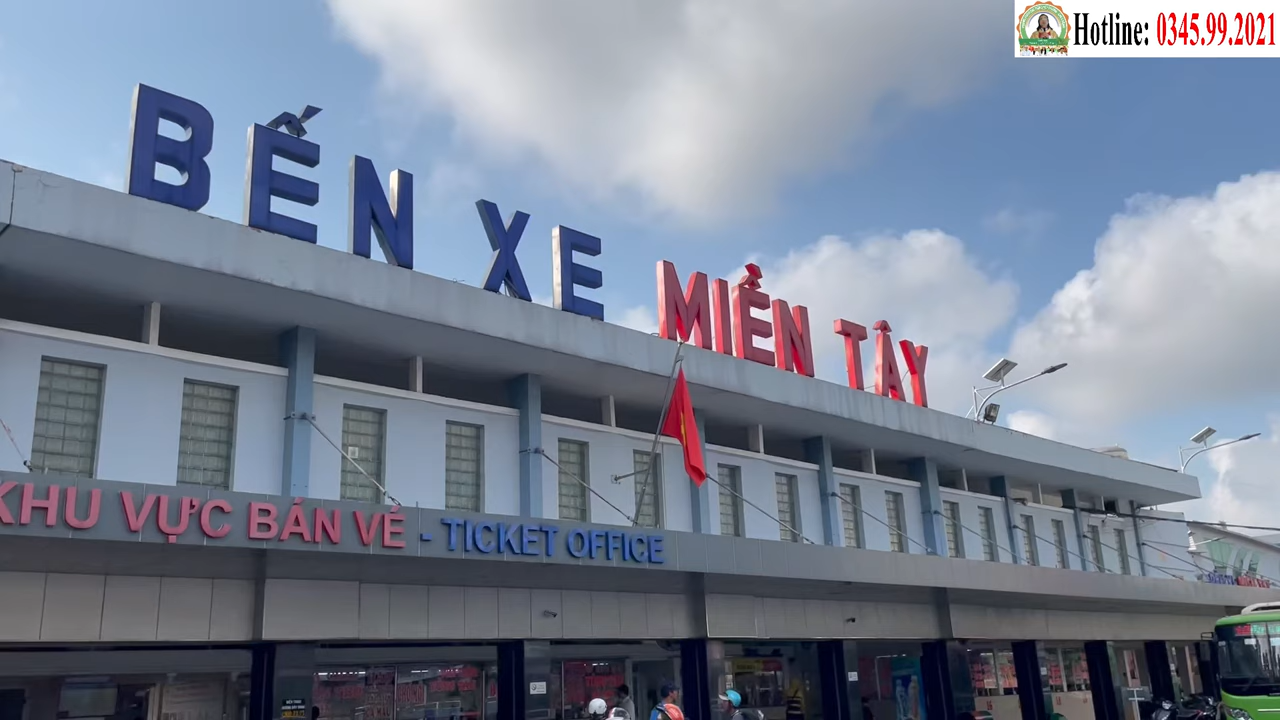 Hotline: 0345.99.2021
BẾN XE MIỀN TÂY
KHU VỰC BÁN VÉ - TICKET OFFICE